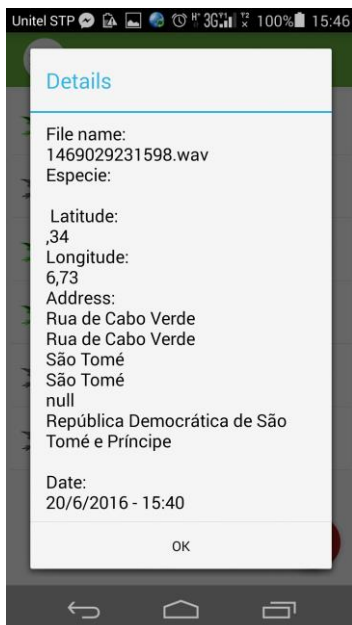 Unitel STP 3G 100% 15:46
Details
File name:
1469029231598.wav
Especie:
Latitude:
,34
Longitude:
6,73
Address:
Rua de Cabo Verde
Rua de Cabo Verde
São Tomé
São Tomé
null
República Democrática de São
Tomé e Príncipe
Date:
20/6/2016 - 15:40
OK